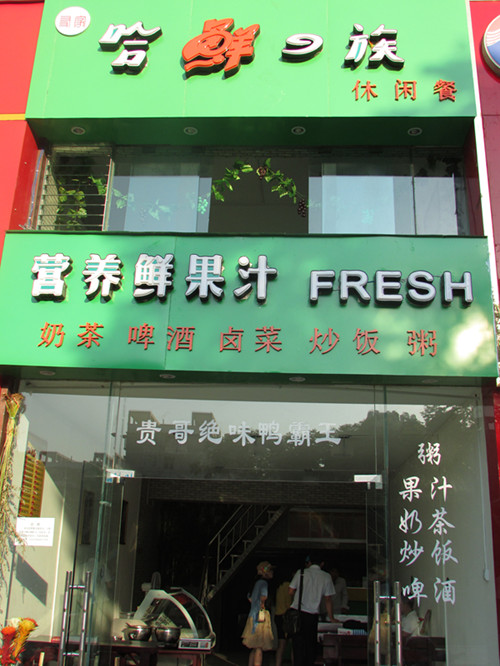 哈鲜の族
休闲餐
营养鲜果汁 FRESH
奶茶 啤酒 卤菜 炒饭 粥
贵哥绝味鸭霸王
粥
果汁
奶茶
炒饭
啤酒